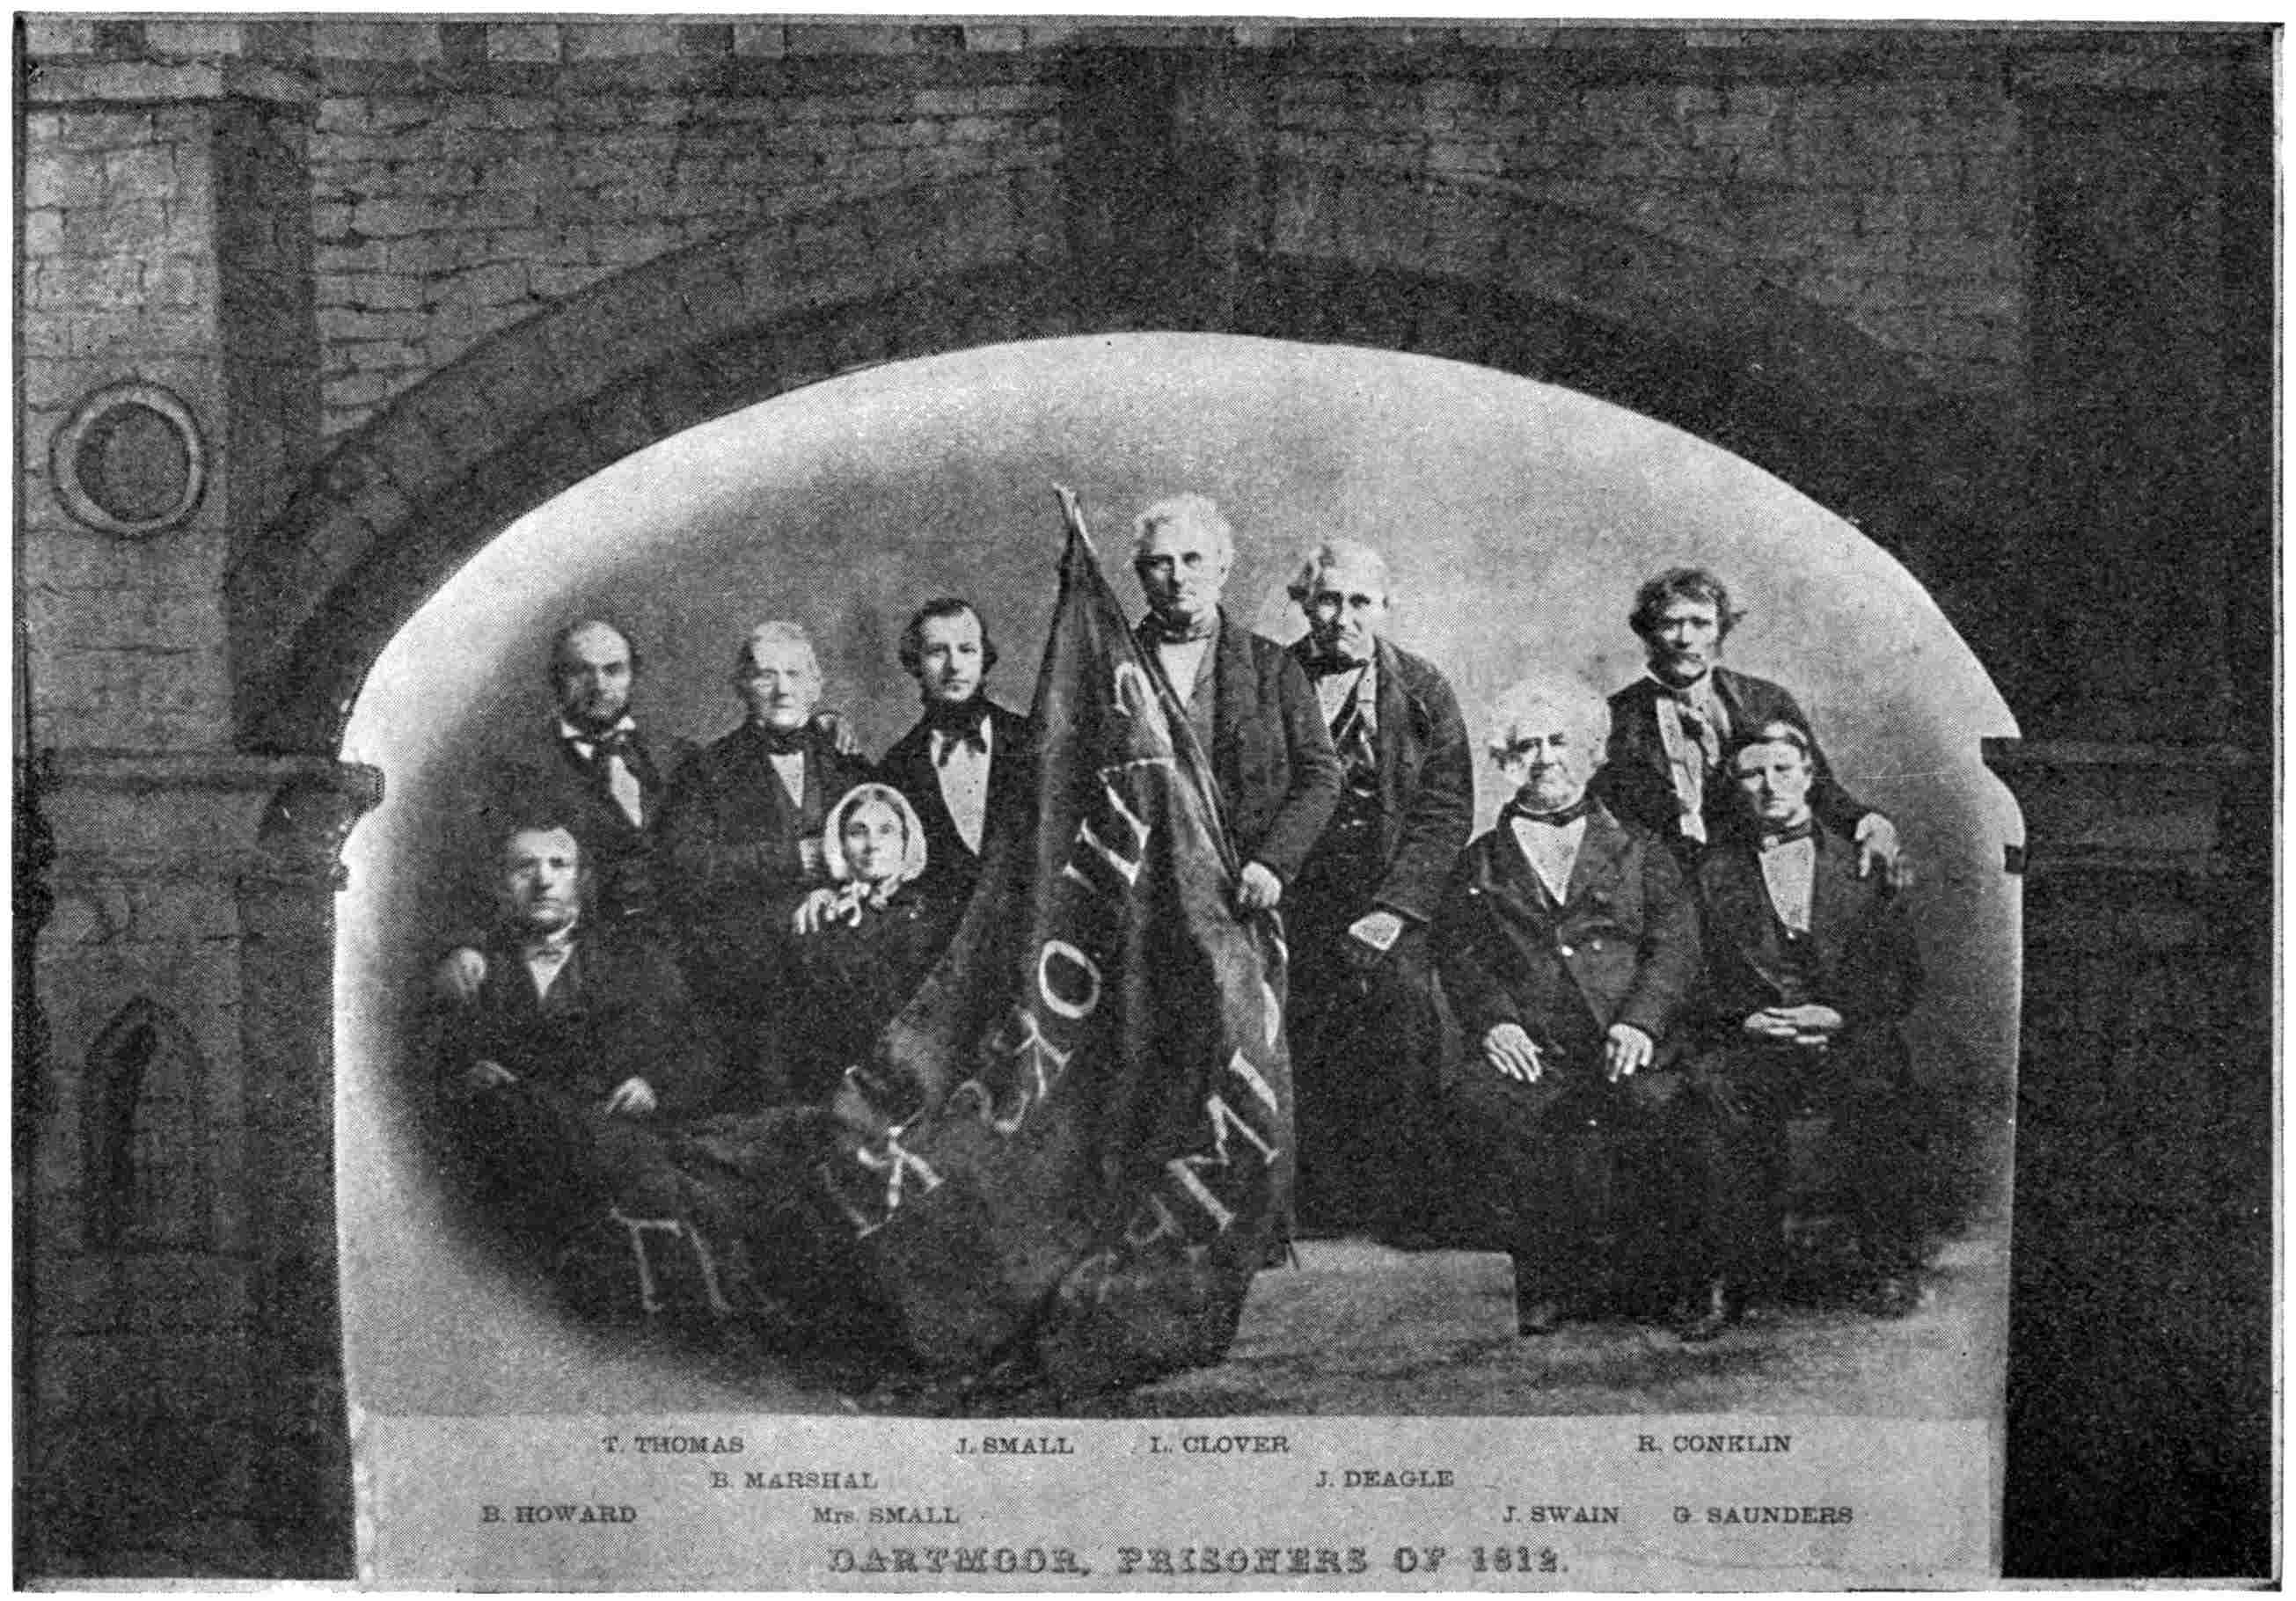 T. THOMAS J. SMALL L. CLOVER R. CONKLIN
B. MARSHAL J. DEAGLE
B. HOWARD Mrs. SMALL J. SWAIN G. SAUNDERS
DARTMOOR, PRISONERS OF 1812.